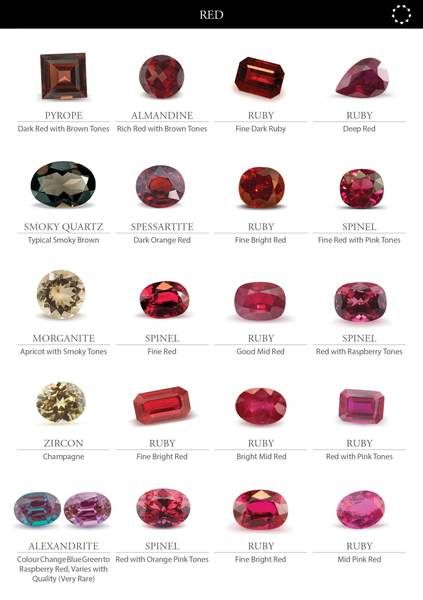 RED
PYROPE
Dark Red with Brown Tones
ALMANDINE
Rich Red with Brown Tones
RUBY
Fine Dark Ruby
RUBY
Deep Red
SMOKY QUARTZ
Typical Smoky Brown
SPESSARTITE
Dark Orange Red
RUBY
Fine Bright Red
SPINEL
Fine Red with Pink Tones
MORGANITE
Apricot with Smoky Tones
SPINEL
Fine Red
RUBY
Good Mid Red
SPINEL
Red with Raspberry Tones
ZIRCON
Champagne
RUBY
Fine Bright Red
RUBY
Bright Mid Red
RUBY
Red with Pink Tones
ALEXANDRITE
Colour Change Blue Green to
Raspberry Red, Varies with
Quality (Very Rare)
SPINEL
Red with Orange Pink Tones
RUBY
Fine Bright Red
RUBY
Mid Pink Red